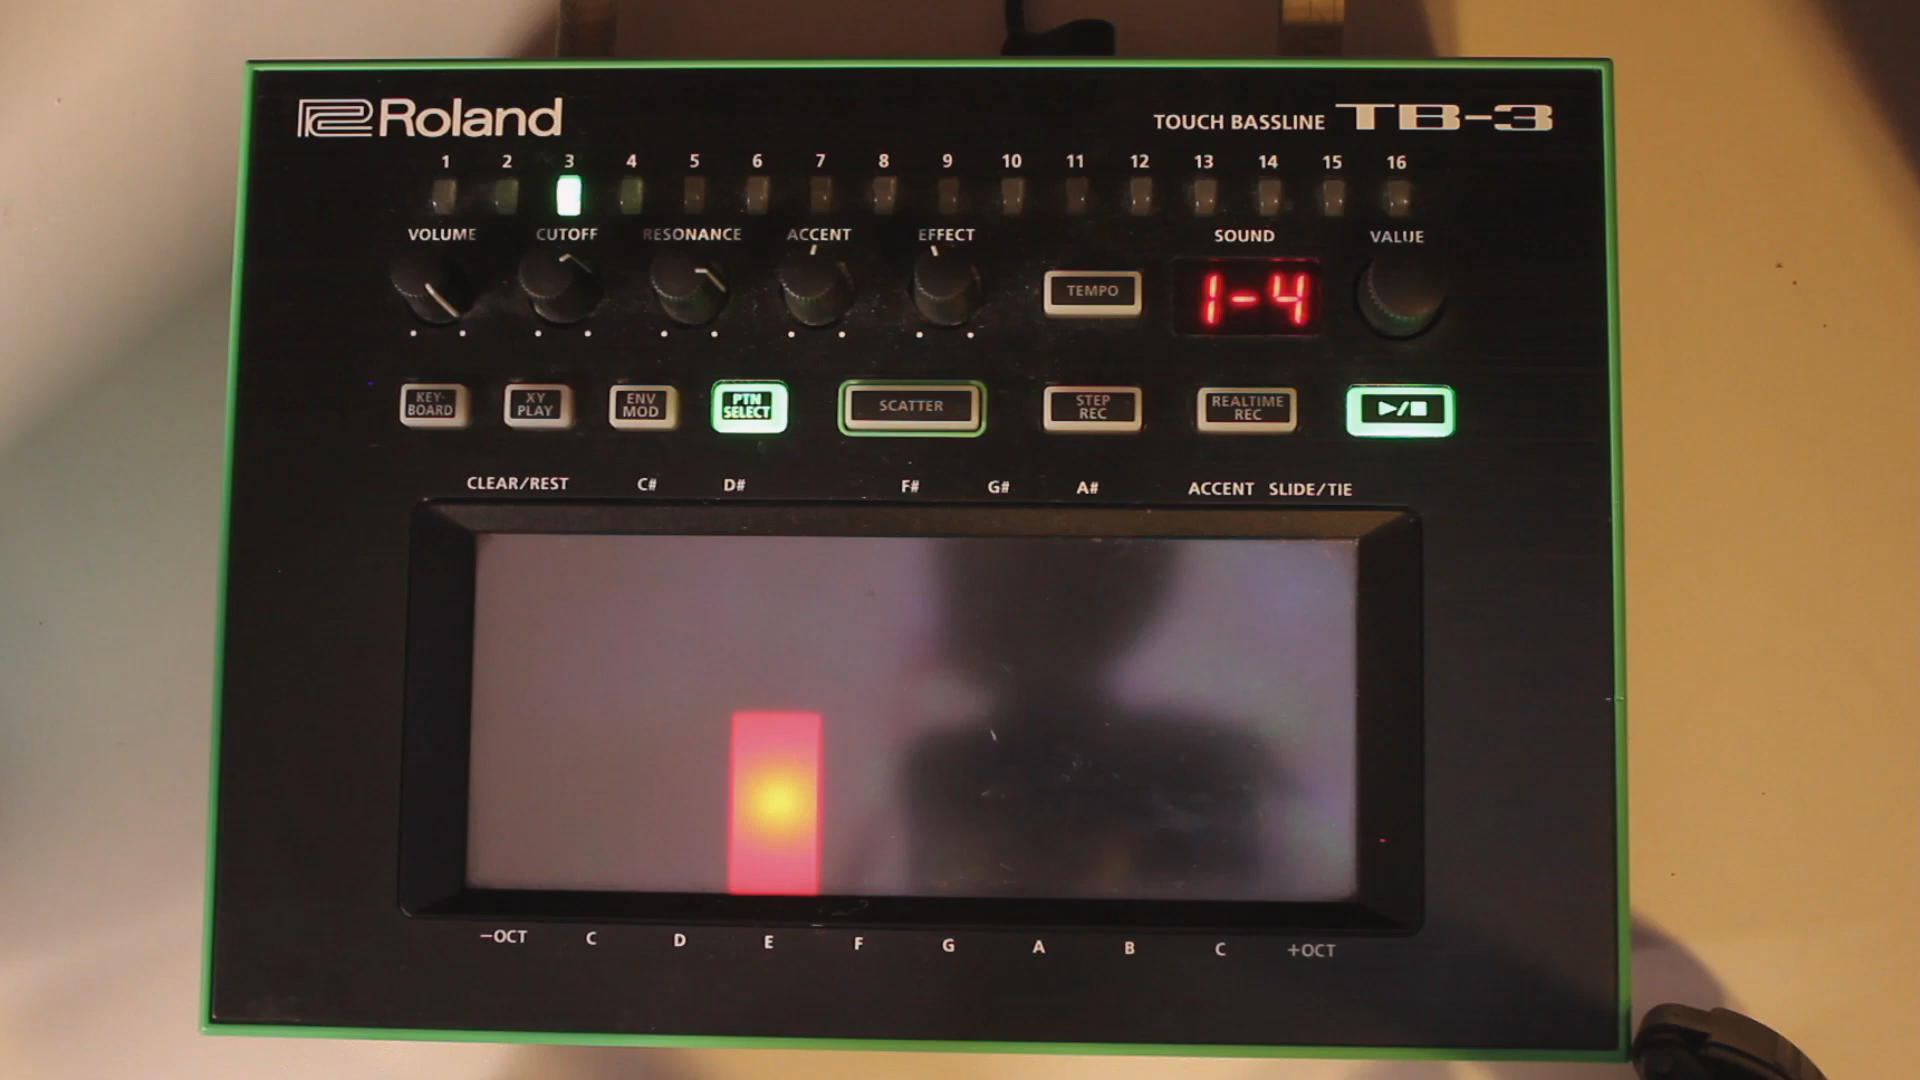 Roland
TOUCH BASSLINE TB-3
1 2 3 4 5 6 7 8 9 10 11 12 13 14 15 16
VOLUME CUTOFF RESONANCE ACCENT EFFECT SOUND VALUE
TEMPO 1-4
KEY-
BOARD
XY
PLAY
ENV
MOD
PTN
SELECT
SCATTER
STEP
REC
REALTIME
REC
CLEAR/REST C# D# F# G# A# ACCENT SLIDE/TIE
−OCT C D E F G A B C +OCT